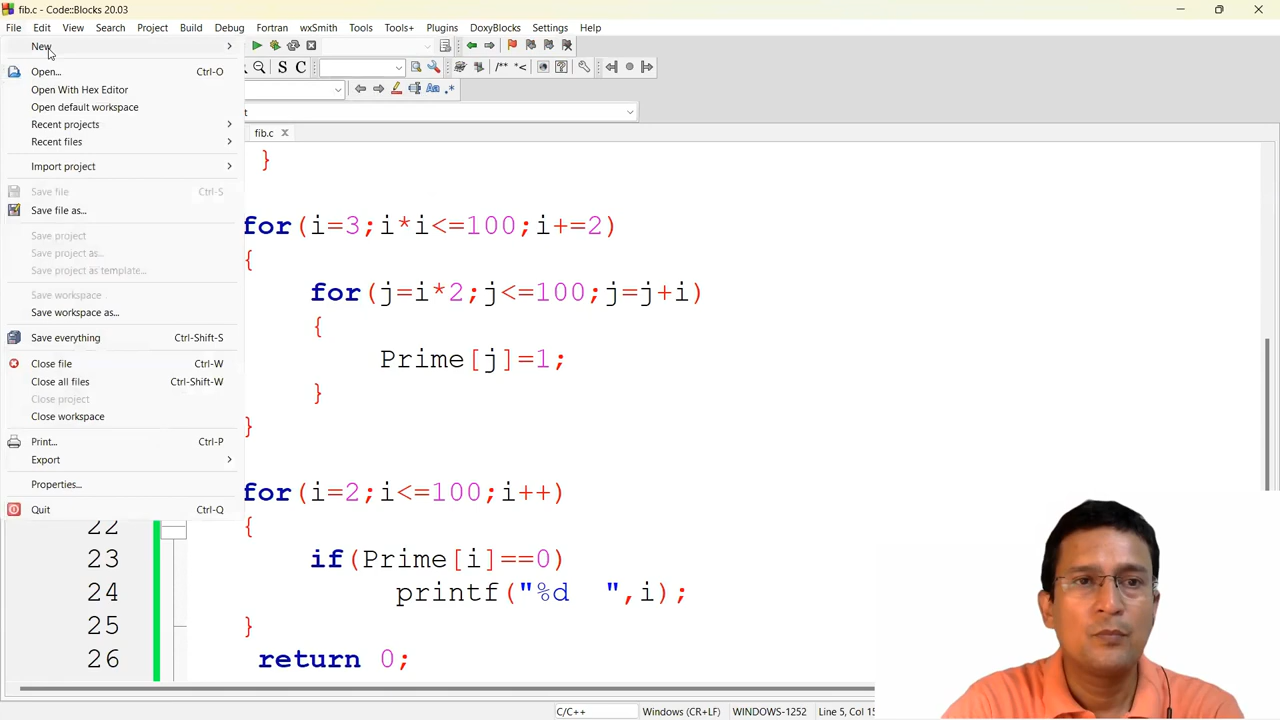 fib.c - Code::Blocks 20.03
File Edit View Search Project Build Debug Fortran wxSmith Tools Tools+ Plugins DoxyBlocks Settings Help
New
Open... Ctrl-O
Open With Hex Editor
Open default workspace
Recent projects
Recent files
Import project
Save file Ctrl-S
Save file as...
Save project
Save project as...
Save project as template...
Save workspace
Save workspace as...
Save everything Ctrl-Shift-S
Close file Ctrl-W
Close all files Ctrl-Shift-W
Close project
Close workspace
Print... Ctrl-P
Export
Properties...
Quit Ctrl-Q
S C /** *<
Aa .*
fib.c
}
for(i=3;i*i<=100;i+=2)
{
for(j=i*2;j<=100;j=j+i)
{
Prime[j]=1;
}
}
for(i=2;i<=100;i++)
22 {
23 if(Prime[i]==0)
24 printf("%d  ",i);
25 }
26 return 0;
C/C++ Windows (CR+LF) WINDOWS-1252 Line 5, Col 15